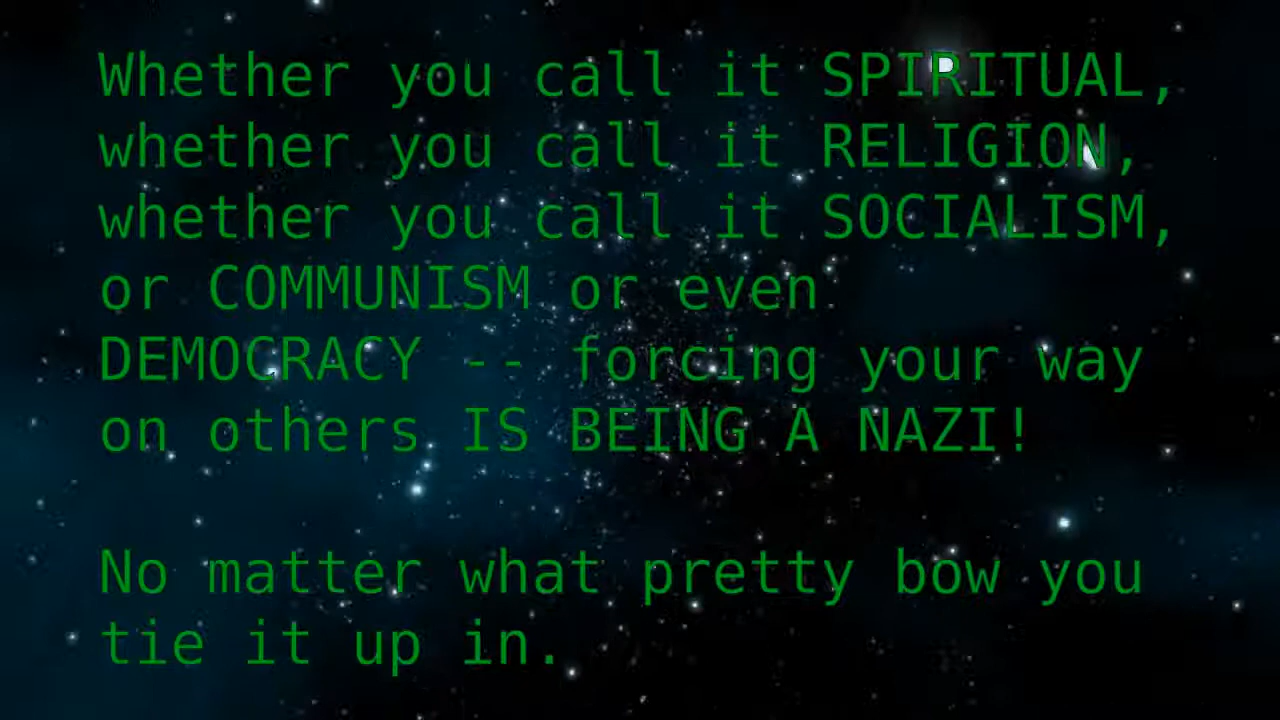 Whether you call it SPIRITUAL,
whether you call it RELIGION,
whether you call it SOCIALISM,
or COMMUNISM or even
DEMOCRACY -- forcing your way
on others IS BEING A NAZI!
No matter what pretty bow you
tie it up in.